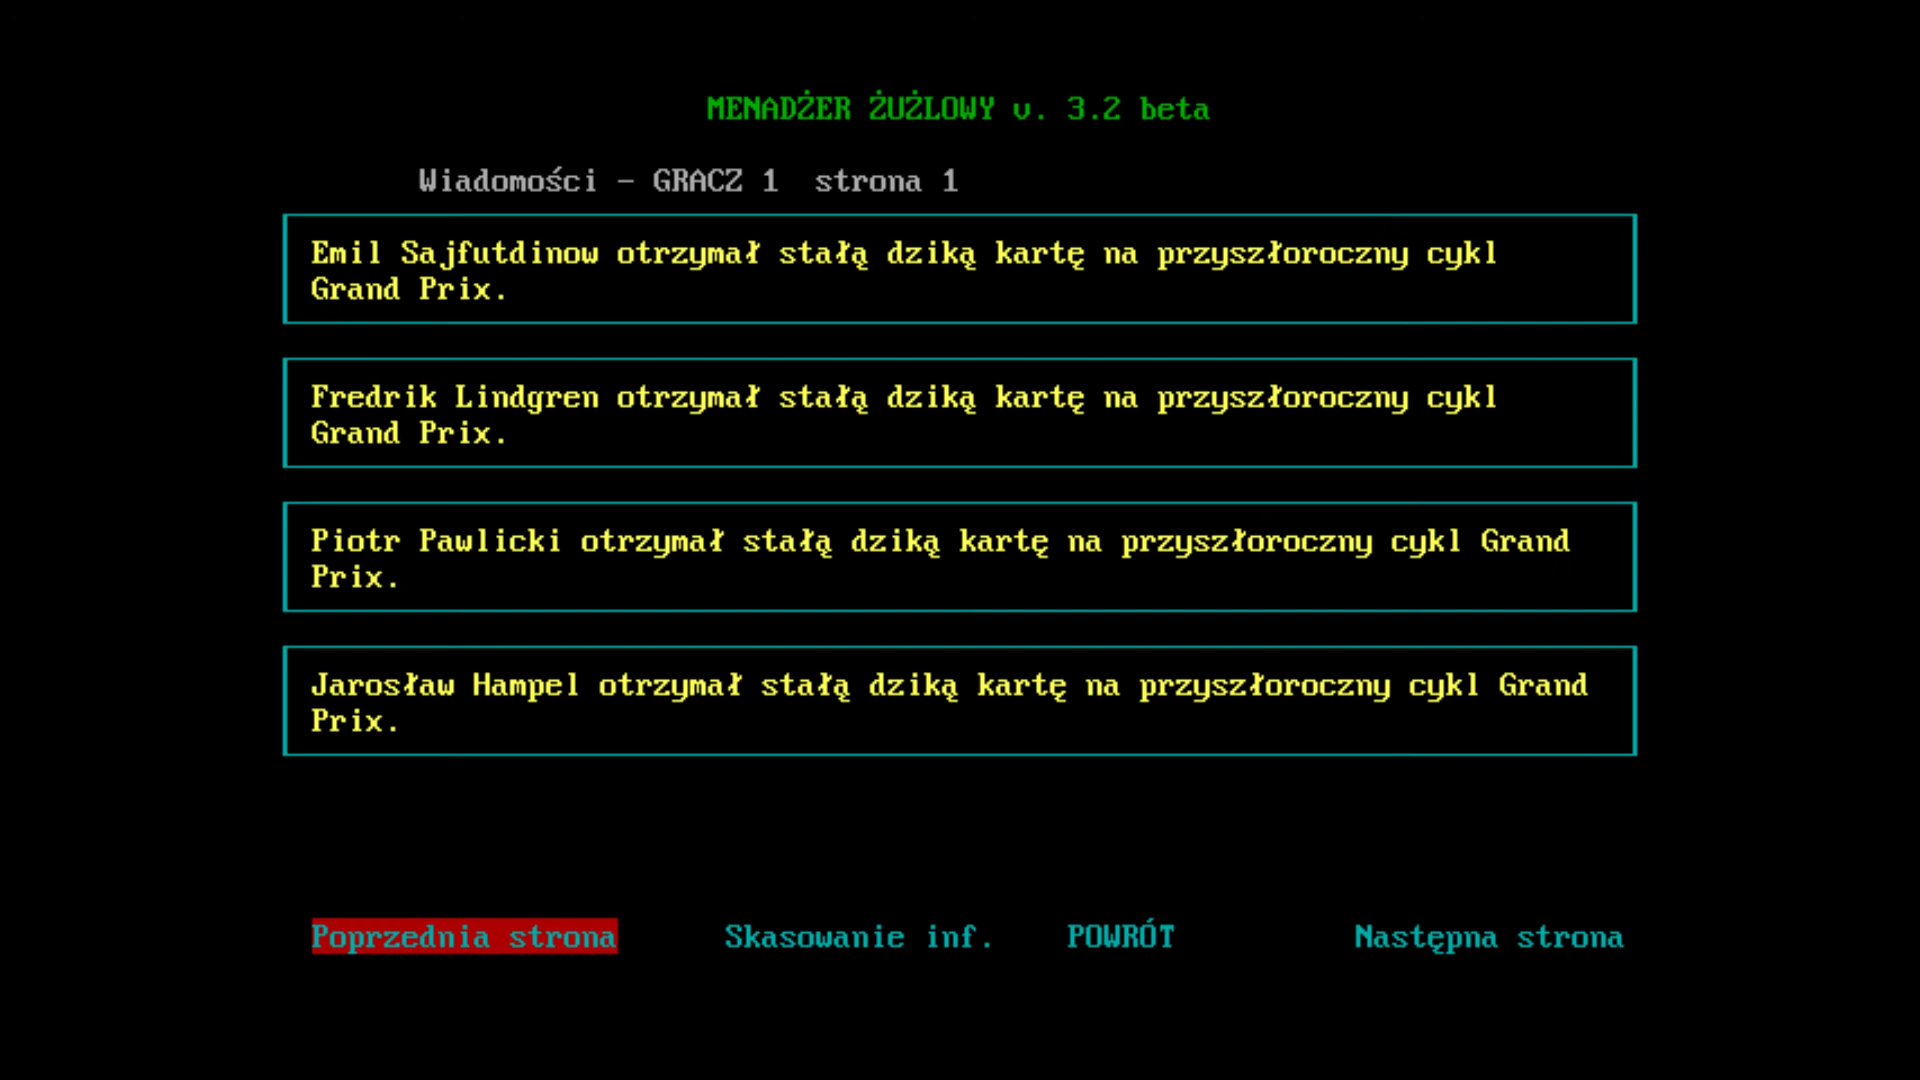 MENADŻER ŻUŻLOWY v. 3.2 beta
Wiadomości - GRACZ 1  strona 1
Emil Sajfutdinow otrzymał stałą dziką kartę na przyszłoroczny cykl
Grand Prix.
Fredrik Lindgren otrzymał stałą dziką kartę na przyszłoroczny cykl
Grand Prix.
Piotr Pawlicki otrzymał stałą dziką kartę na przyszłoroczny cykl Grand
Prix.
Jarosław Hampel otrzymał stałą dziką kartę na przyszłoroczny cykl Grand
Prix.
Poprzednia strona  Skasowanie inf.  POWRÓT  Następna strona